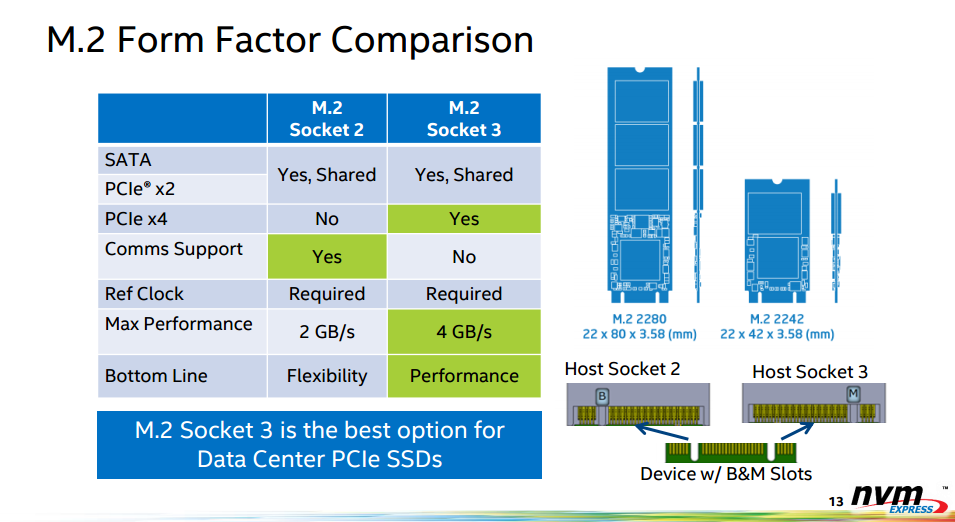 M.2 Form Factor Comparison
M.2
Socket 2
M.2
Socket 3
SATA
Yes, Shared
Yes, Shared
PCIe® x2
PCIe x4
No
Yes
Comms Support
Yes
No
Ref Clock
Required
Required
Max Performance
2 GB/s
4 GB/s
Bottom Line
Flexibility
Performance
M.2 Socket 3 is the best option for
Data Center PCIe SSDs
M.2 2280
22 x 80 x 3.58 (mm)
M.2 2242
22 x 42 x 3.58 (mm)
Host Socket 2
Host Socket 3
B
M
Device w/ B&M Slots
13
nvm
EXPRESS
™